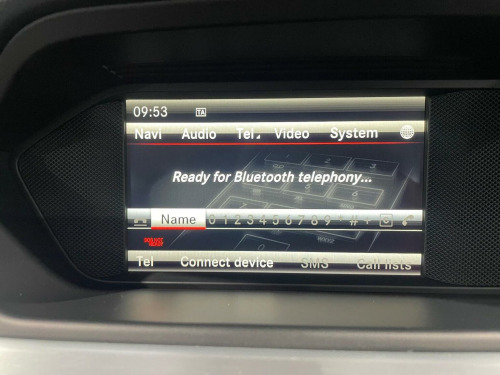 09:53 TA
Navi Audio Tel Video System
Ready for Bluetooth telephony...
Name 0 1 2 3 4 5 6 7 8 9 * #
Tel Connect device SMS Call lists